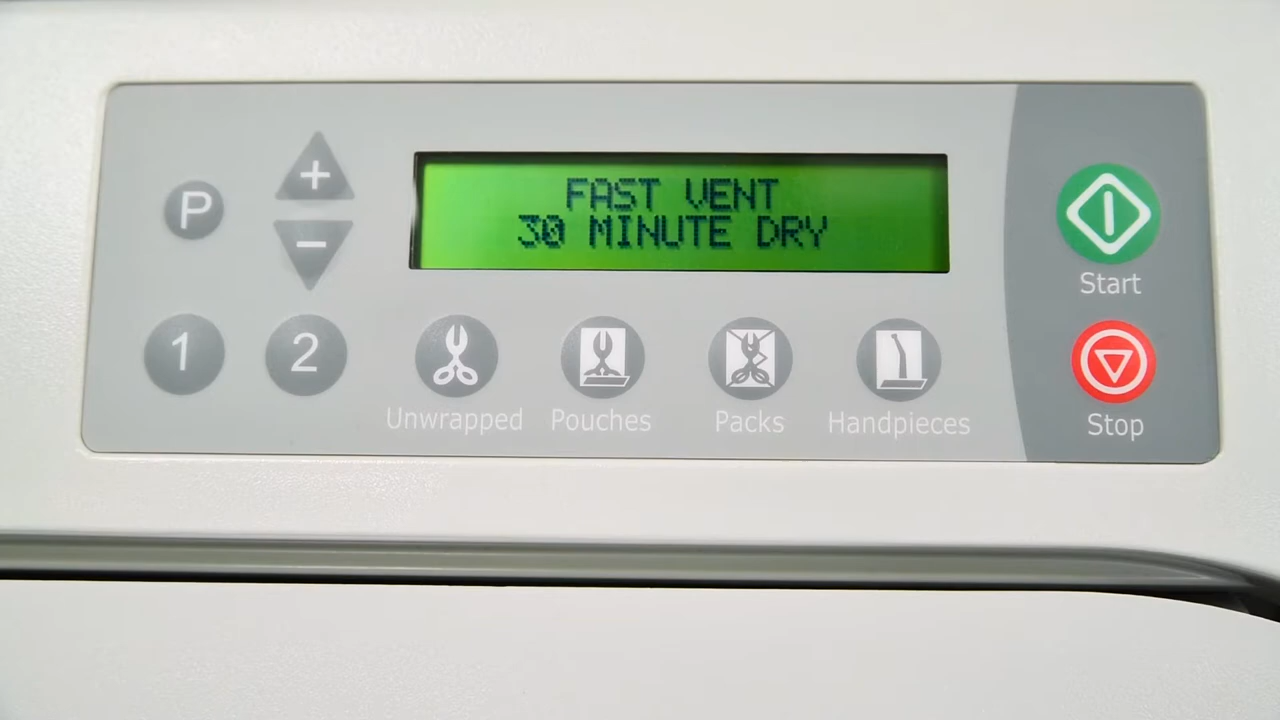 P
+
−
FAST VENT
30 MINUTE DRY
Start
1
2
Unwrapped
Pouches
Packs
Handpieces
Stop